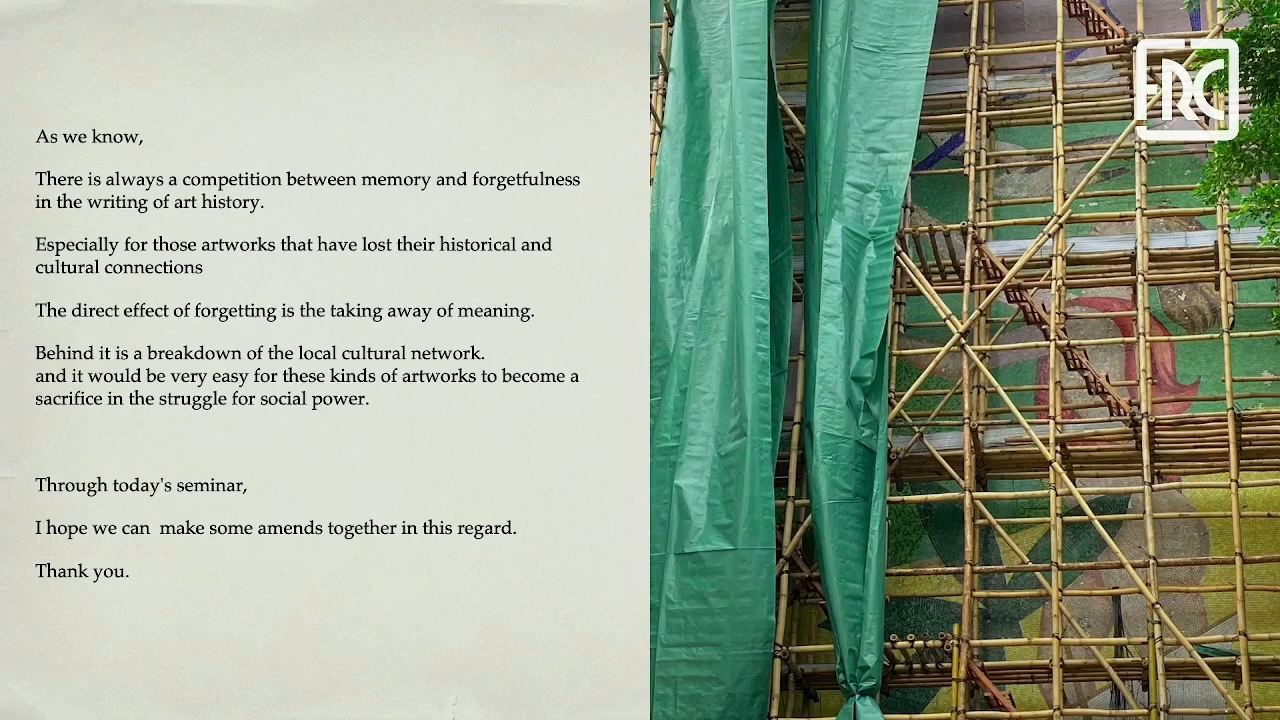 As we know,
There is always a competition between memory and forgetfulness
in the writing of art history.
Especially for those artworks that have lost their historical and
cultural connections
The direct effect of forgetting is the taking away of meaning.
Behind it is a breakdown of the local cultural network.
and it would be very easy for these kinds of artworks to become a
sacrifice in the struggle for social power.
Through today's seminar,
I hope we can  make some amends together in this regard.
Thank you.
FRC